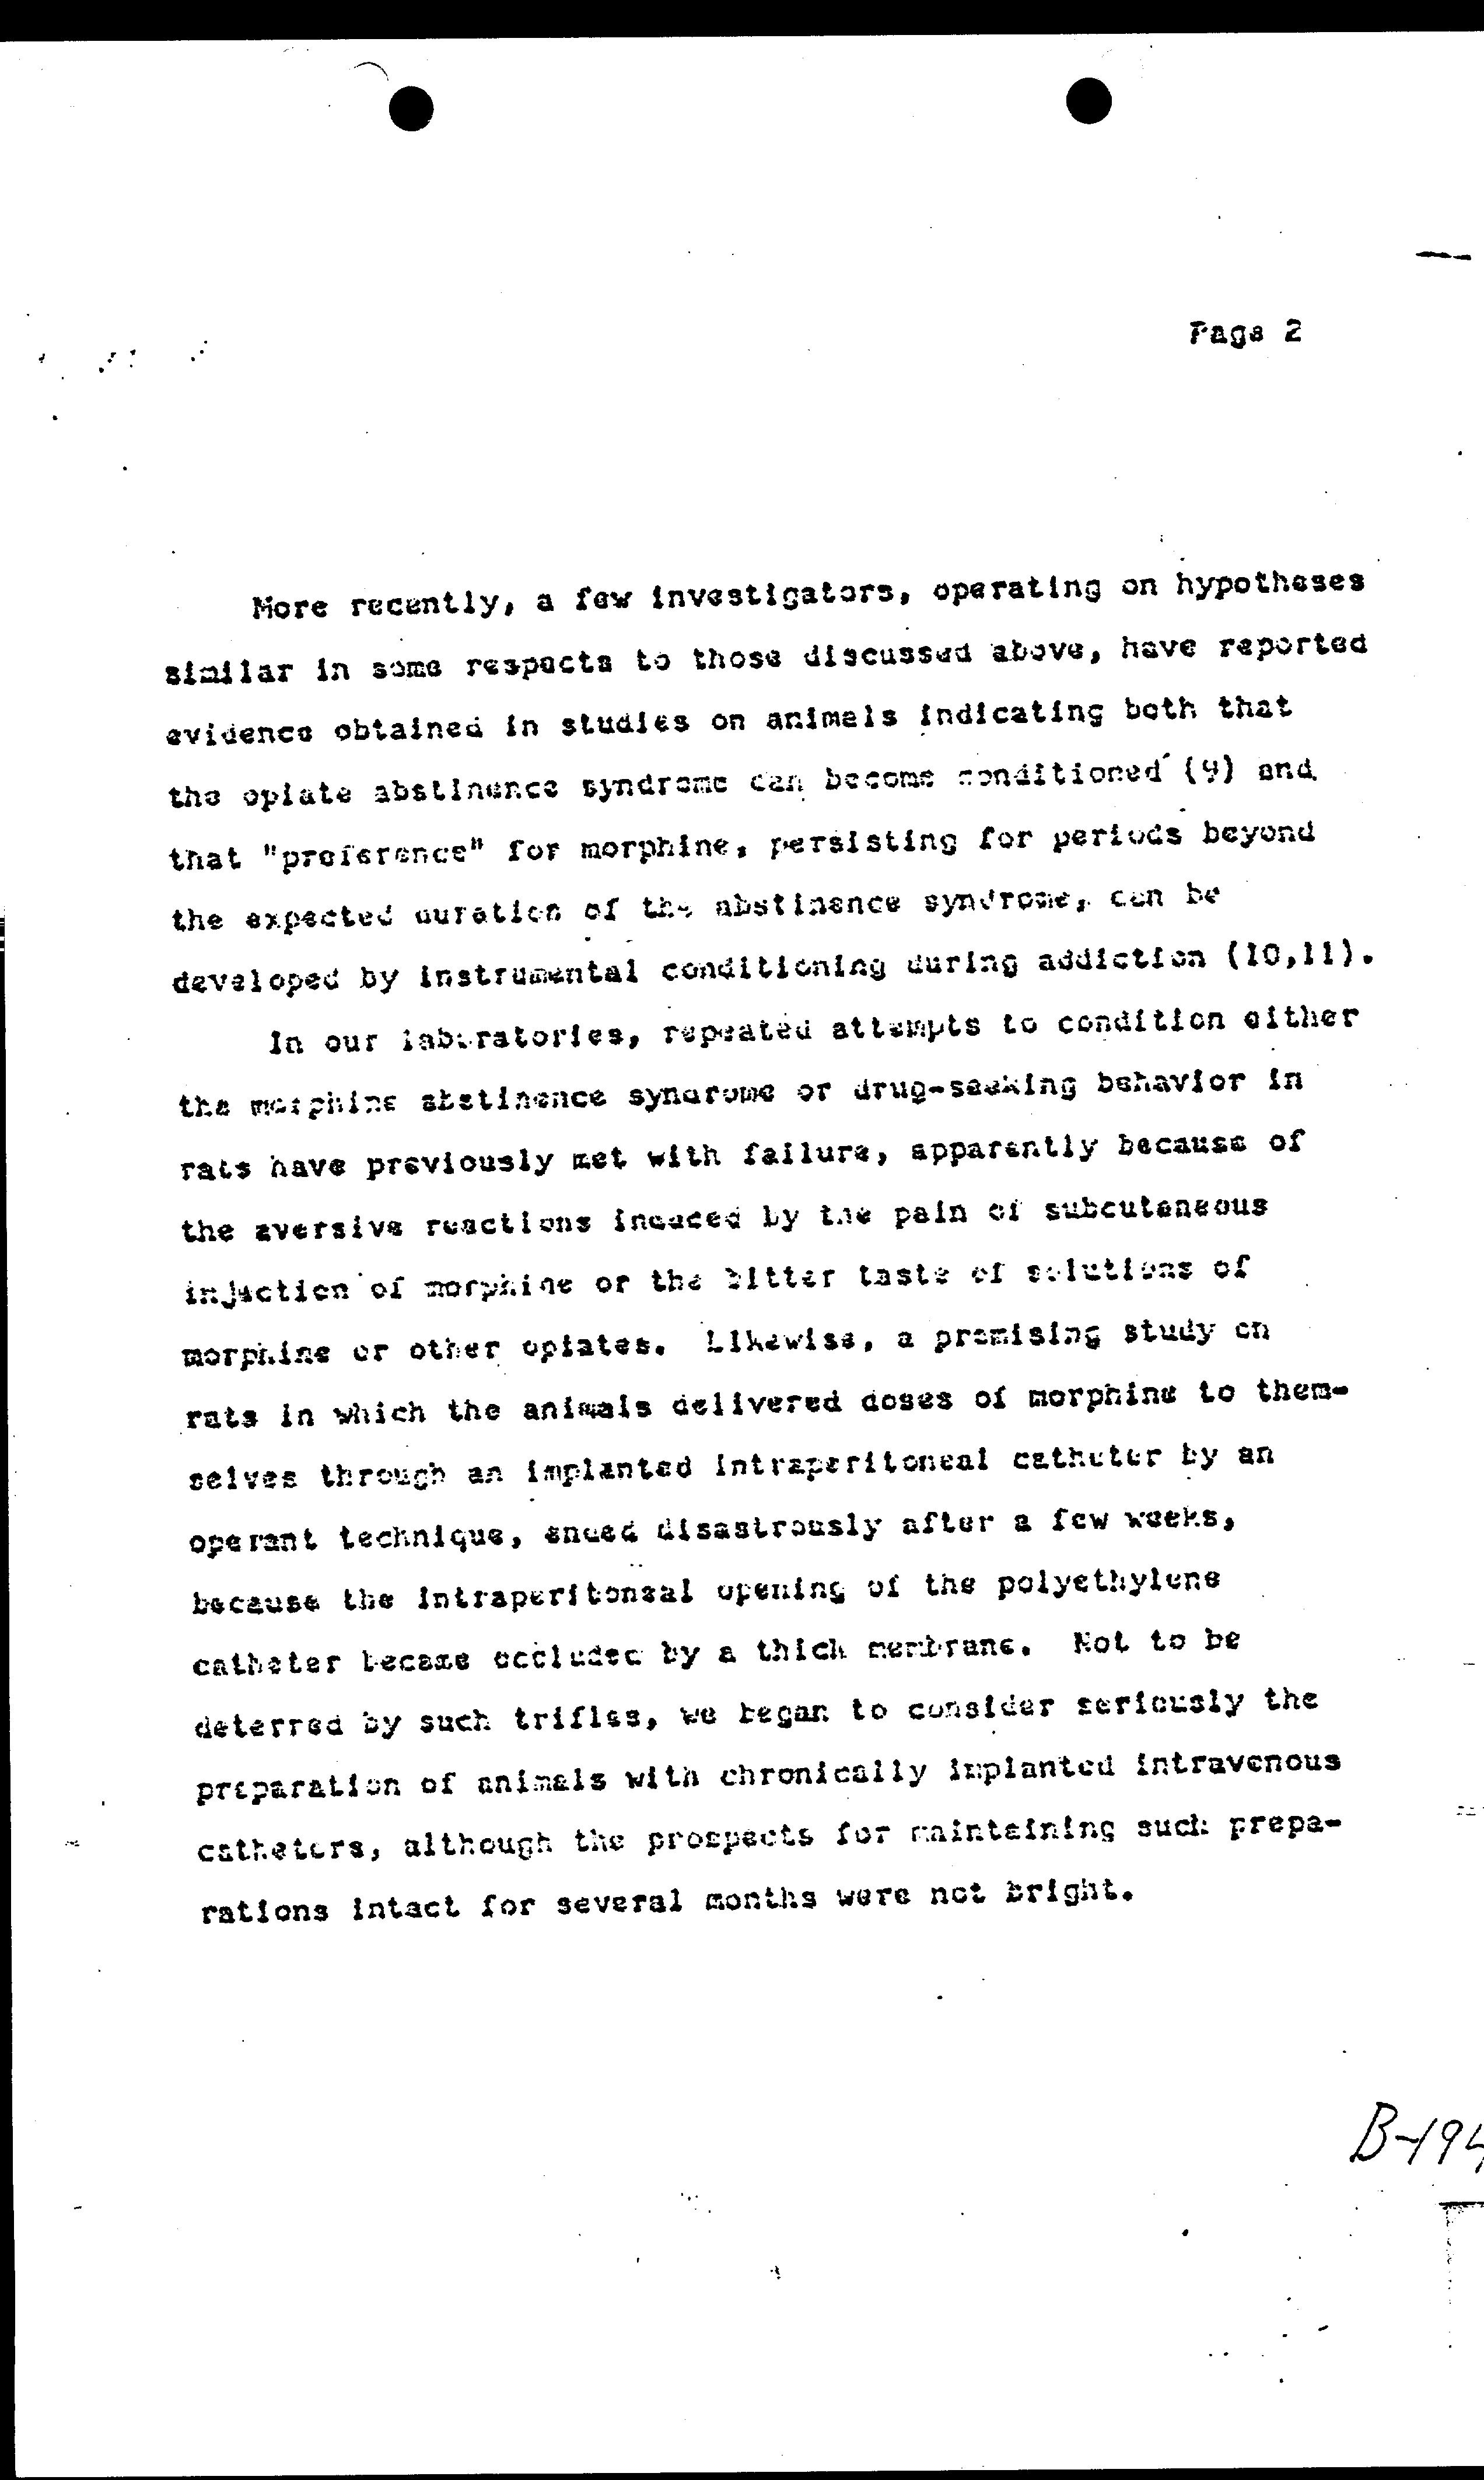 Page 2
More recently, a few investigators, operating on hypotheses
similar in some respects to those discussed above, have reported
evidence obtained in studies on animals indicating both that
the opiate abstinence syndrome can become conditioned (9) and
that "preference" for morphine, persisting for periods beyond
the expected duration of the abstinence syndrome, can be
developed by instrumental conditioning during addiction (10,11).
In our laboratories, repeated attempts to condition either
the morphine abstinence syndrome or drug-seeking behavior in
rats have previously met with failure, apparently because of
the aversive reactions induced by the pain of subcutaneous
injection of morphine or the bitter taste of solutions of
morphine or other opiates. Likewise, a promising study on
rats in which the animals delivered doses of morphine to them-
selves through an implanted intraperitoneal catheter by an
operant technique, ended disastrously after a few weeks,
because the intraperitoneal opening of the polyethylene
catheter became occluded by a thick membrane. Not to be
deterred by such trifles, we began to consider seriously the
preparation of animals with chronically implanted intravenous
catheters, although the prospects for maintaining such prepa-
rations intact for several months were not bright.
B-194